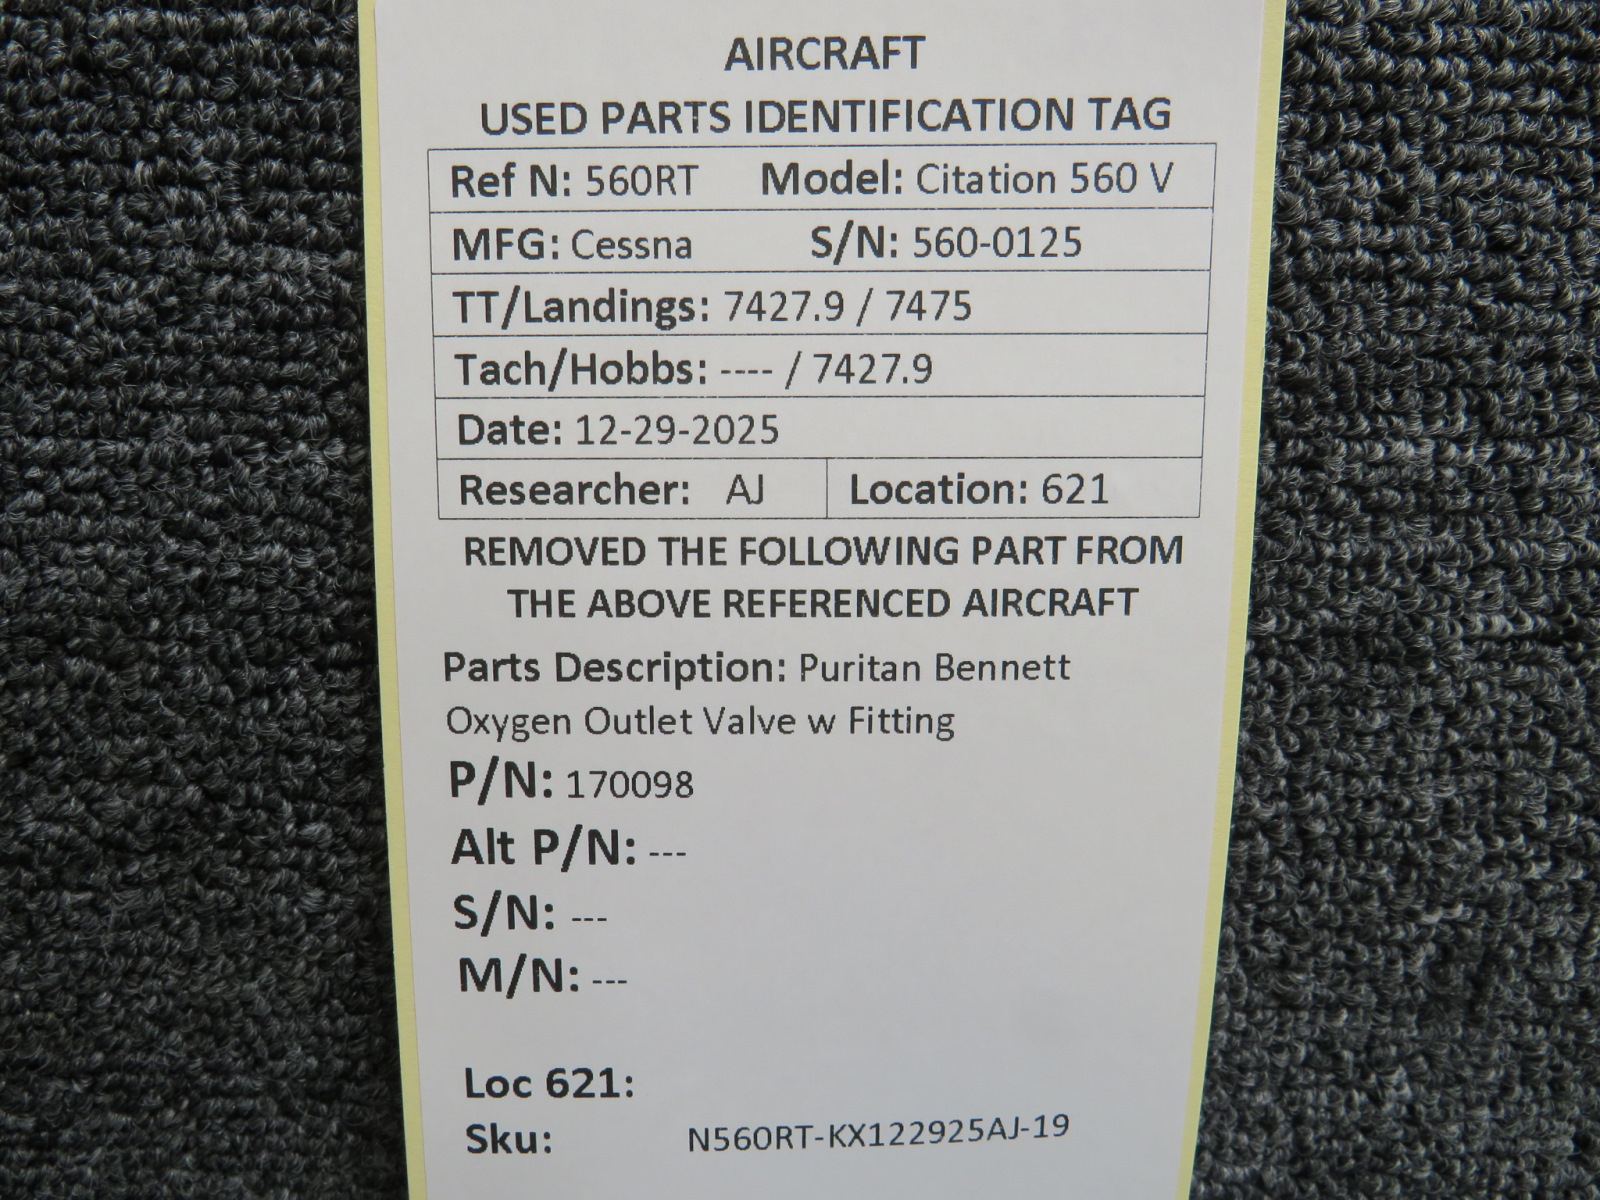 AIRCRAFT
USED PARTS IDENTIFICATION TAG
Ref N: 560RT Model: Citation 560 V
MFG: Cessna S/N: 560-0125
TT/Landings: 7427.9 / 7475
Tach/Hobbs: ---- / 7427.9
Date: 12-29-2025
Researcher: AJ Location: 621
REMOVED THE FOLLOWING PART FROM
THE ABOVE REFERENCED AIRCRAFT
Parts Description: Puritan Bennett
Oxygen Outlet Valve w Fitting
P/N: 170098
Alt P/N: ---
S/N: ---
M/N: ---
Loc 621:
Sku: N560RT-KX122925AJ-19